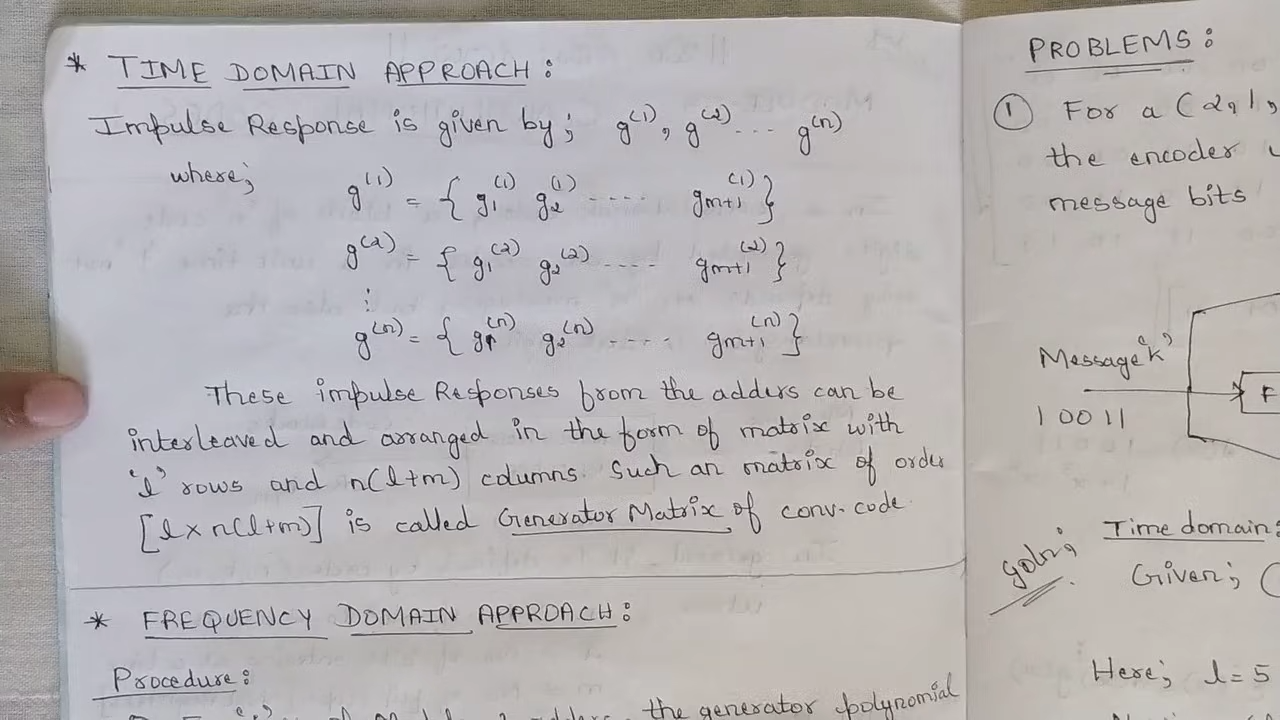 * TIME DOMAIN APPROACH:
Impulse Response is given by; g⁽¹⁾, g⁽²⁾ ... g⁽ⁿ⁾
where;
g⁽¹⁾ = { g₁⁽¹⁾ g₂⁽¹⁾ ..... gₘ₊₁⁽¹⁾ }
g⁽²⁾ = { g₁⁽²⁾ g₂⁽²⁾ ..... gₘ₊₁⁽²⁾ }
⋮
g⁽ⁿ⁾ = { g₁⁽ⁿ⁾ g₂⁽ⁿ⁾ ..... gₘ₊₁⁽ⁿ⁾ }
These impulse Responses from the adders can be
interleaved and arranged in the form of matrix with
'l' rows and n(l+m) columns. Such an matrix of order
[l x n(l+m)] is called Generator Matrix of conv. code
* FREQUENCY DOMAIN APPROACH:
Procedure:
the generator polynomial
PROBLEMS:
① For a (2,1,
the encoder
message bits
Message 'k'
F
10011
Soln;
Time domain:
Given; (
Here; l=5